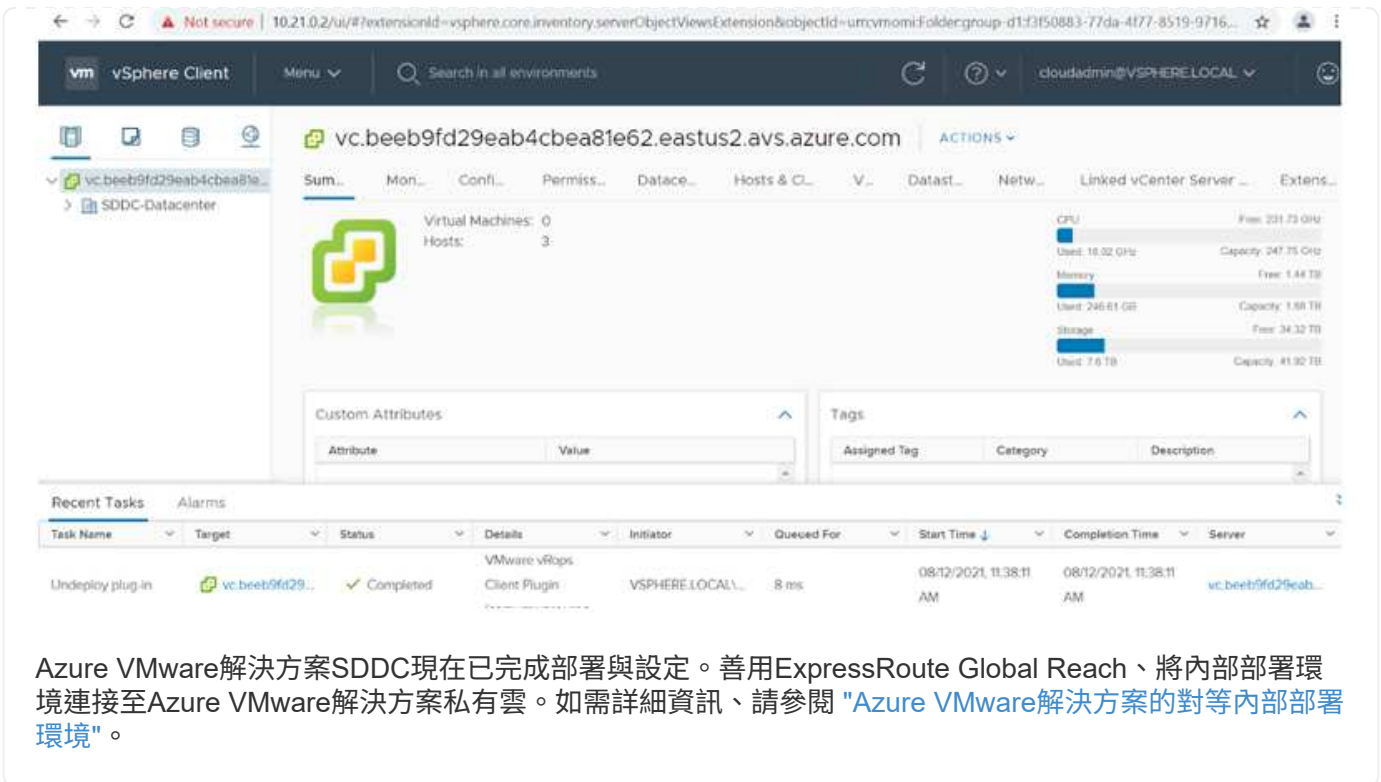 Not secure | 10.21.0.2/ui/#?extensionId=vsphere.core.inventory.serverObjectViewsExtension&objectId=urn:vmomi:Folder:group-d1:f3f50883-77da-4f77-8519-9716...
vm vSphere Client Menu Search in all environments cloudadmin@VSPHERE.LOCAL
vc.beeb9fd29eab4cbea81e62.eastus2.avs.azure.com ACTIONS
vc.beeb9fd29eab4cbea81e...
SDDC-Datacenter
Sum... Mon... Confi... Permiss... Datace... Hosts & Cl... V... Datast... Netw... Linked vCenter Server ... Extens...
Virtual Machines: 0
Hosts: 3
CPU Free: 231.73 GHz
Used: 16.02 GHz Capacity: 247.75 GHz
Memory Free: 1.44 TB
Used: 246.61 GB Capacity: 1.68 TB
Storage Free: 34.32 TB
Used: 7.6 TB Capacity: 41.92 TB
Custom Attributes
Attribute Value
Tags
Assigned Tag Category Description
Recent Tasks Alarms
Task Name Target Status Details Initiator Queued For Start Time Completion Time Server
Undeploy plug-in vc.beeb9fd29... Completed VMware vRops Client Plugin VSPHERE.LOCAL\... 8 ms 08/12/2021, 11:38:11 AM 08/12/2021, 11:38:11 AM vc.beeb9fd29eab...
Azure VMware解決方案SDDC現在已完成部署與設定。善用ExpressRoute Global Reach、將內部部署環
境連接至Azure VMware解決方案私有雲。如需詳細資訊、請參閱 "Azure VMware解決方案的對等內部部署
環境"。